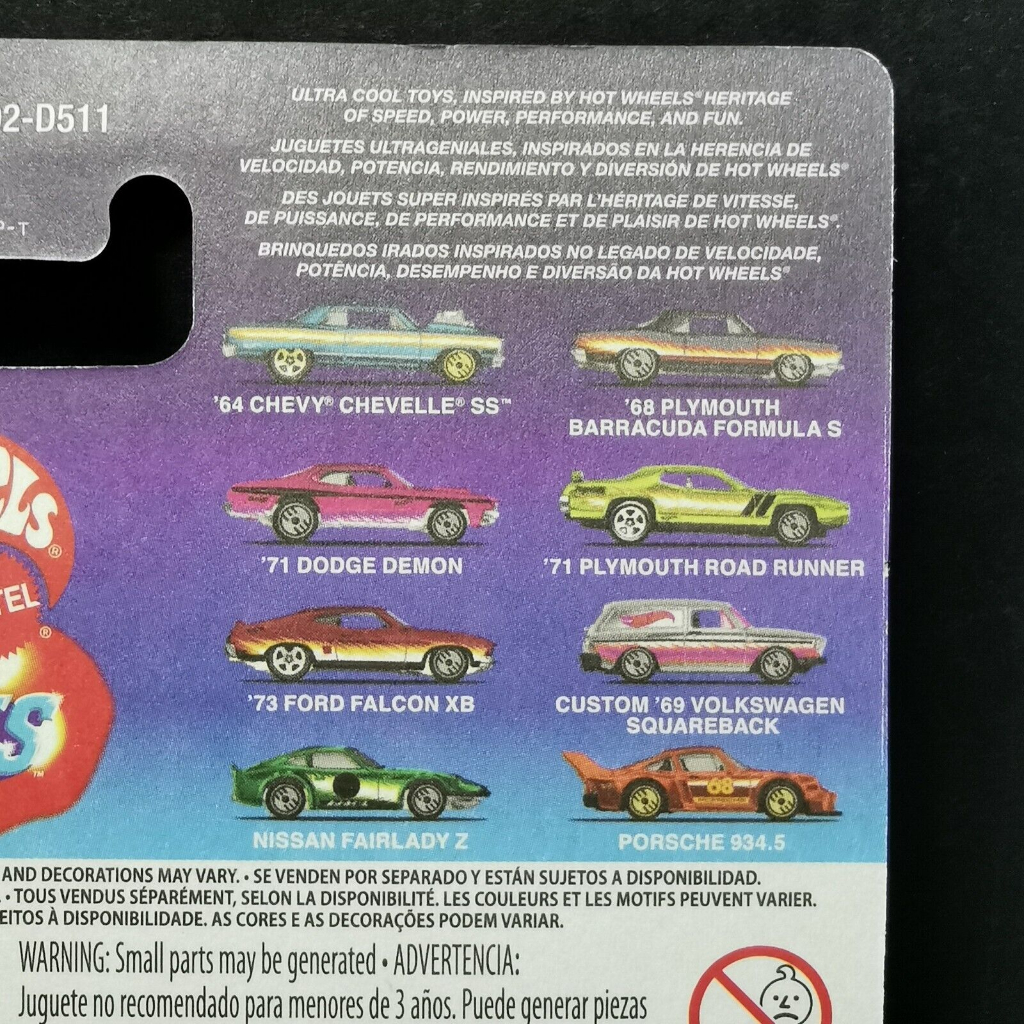 02-D511
P-T
ULTRA COOL TOYS, INSPIRED BY HOT WHEELS® HERITAGE
OF SPEED, POWER, PERFORMANCE, AND FUN.
JUGUETES ULTRAGENIALES, INSPIRADOS EN LA HERENCIA DE
VELOCIDAD, POTENCIA, RENDIMIENTO Y DIVERSIÓN DE HOT WHEELS®
DES JOUETS SUPER INSPIRÉS PAR L'HÉRITAGE DE VITESSE,
DE PUISSANCE, DE PERFORMANCE ET DE PLAISIR DE HOT WHEELS®.
BRINQUEDOS IRADOS INSPIRADOS NO LEGADO DE VELOCIDADE,
POTÊNCIA, DESEMPENHO E DIVERSÃO DA HOT WHEELS®
'64 CHEVY® CHEVELLE® SS™
'68 PLYMOUTH
BARRACUDA FORMULA S
'71 DODGE DEMON
'71 PLYMOUTH ROAD RUNNER
'73 FORD FALCON XB
CUSTOM '69 VOLKSWAGEN
SQUAREBACK
NISSAN FAIRLADY Z
08
PORSCHE 934.5
ELS®
TEL
®
S™
AND DECORATIONS MAY VARY. • SE VENDEN POR SEPARADO Y ESTÁN SUJETOS A DISPONIBILIDAD.
• TOUS VENDUS SÉPARÉMENT, SELON LA DISPONIBILITÉ. LES COULEURS ET LES MOTIFS PEUVENT VARIER.
EITOS À DISPONIBILIDADE. AS CORES E AS DECORAÇÕES PODEM VARIAR.
WARNING: Small parts may be generated • ADVERTENCIA:
Juguete no recomendado para menores de 3 años. Puede generar piezas